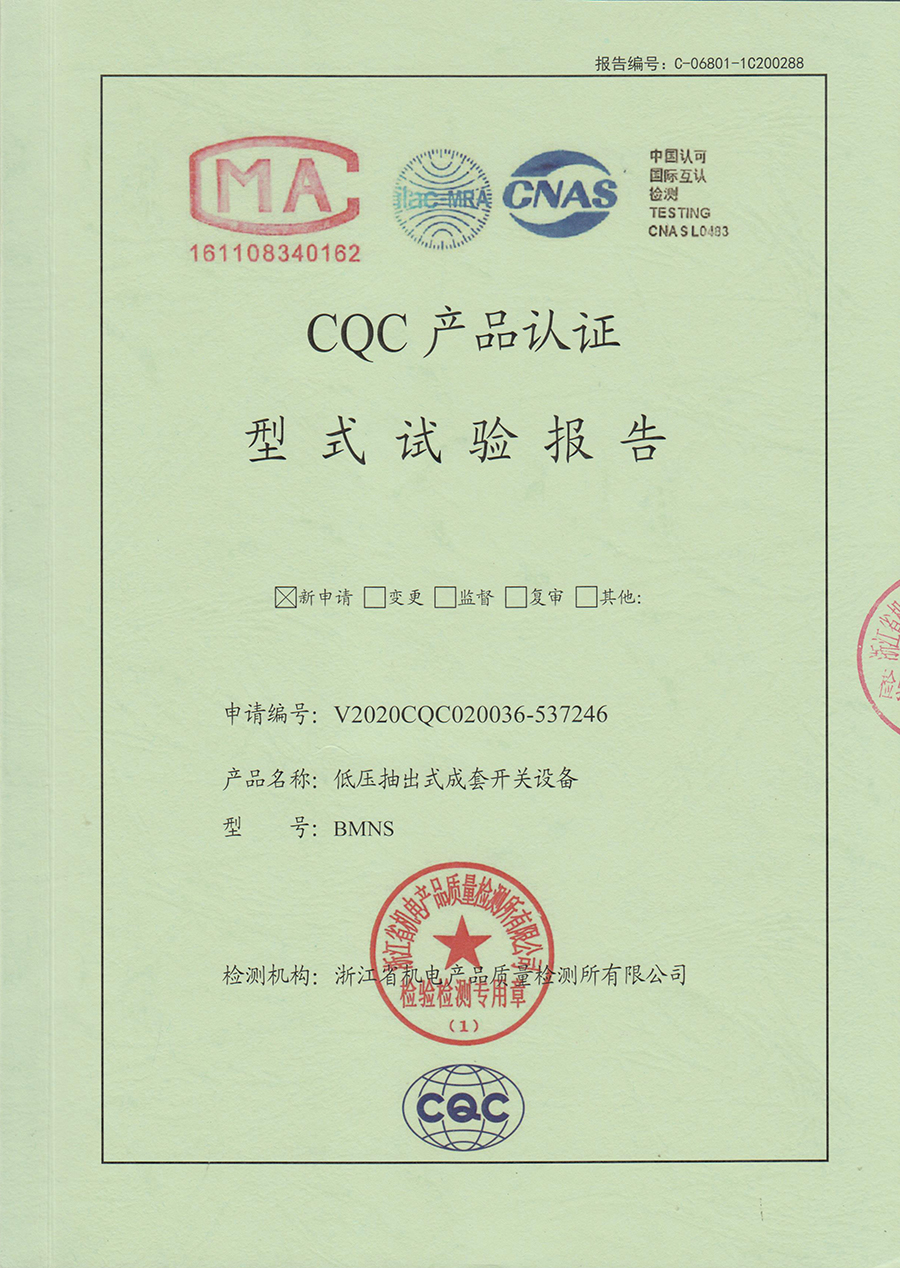 报告编号：C-06801-1C200288
MA
161108340162
ilac-MRA
CNAS
中国认可
国际互认
检测
TESTING
CNAS L0483
CQC 产品认证
型式试验报告
☒新申请 □变更 □监督 □复审 □其他:
申请编号：V2020CQC020036-537246
产品名称：低压抽出式成套开关设备
型 号：BMNS
检测机构：浙江省机电产品质量检测所有限公司
浙江省机电产品质量检测所有限公司
检验检测专用章
(1)
CQC
浙江省机